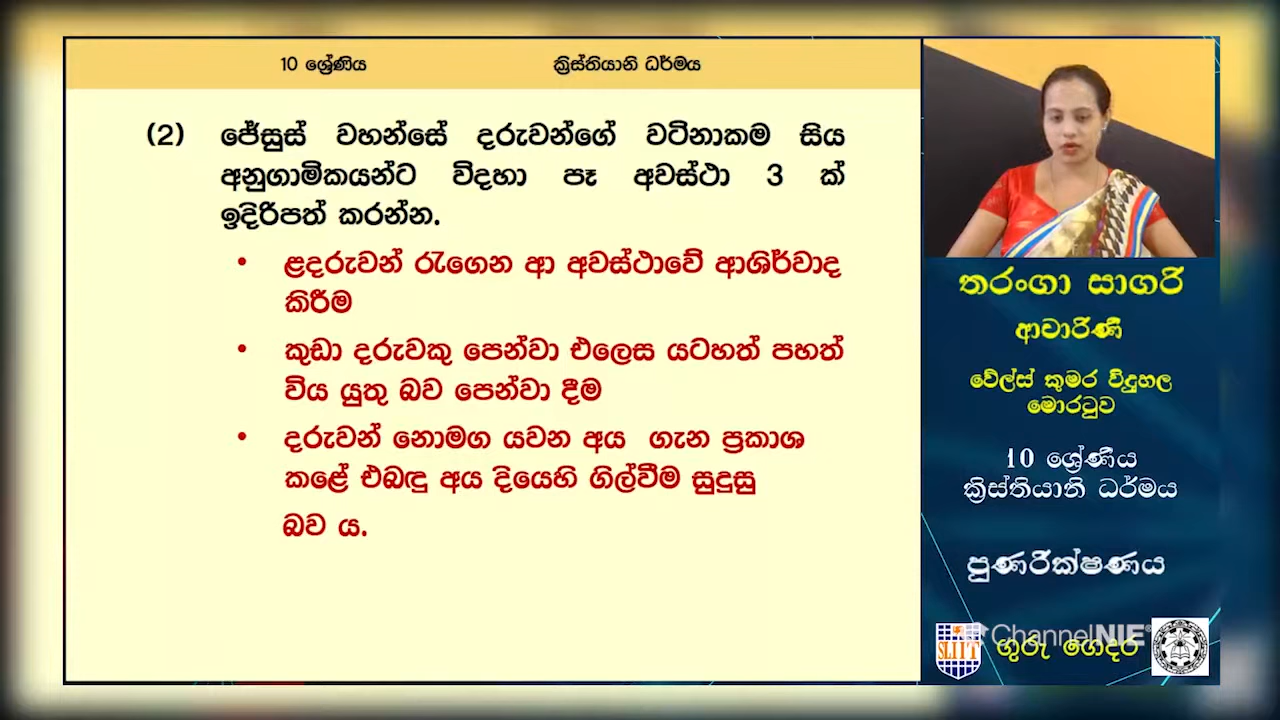 10 ශ්‍රේණිය ක්‍රිස්තියානි ධර්මය
(2) ජේසුස් වහන්සේ දරුවන්ගේ වටිනාකම සිය
අනුගාමිකයන්ට විදහා පෑ අවස්ථා 3 ක්
ඉදිරිපත් කරන්න.
• ළදරුවන් රැගෙන ආ අවස්ථාවේ ආශිර්වාද
කිරීම
• කුඩා දරුවකු පෙන්වා එලෙස යටහත් පහත්
විය යුතු බව පෙන්වා දීම
• දරුවන් නොමග යවන අය ගැන ප්‍රකාශ
කළේ එබඳු අය දියෙහි ගිල්වීම සුදුසු
බව ය.
තරංගා සාගරි
ආචාරිණී
වේල්ස් කුමර විදුහල
මොරටුව
10 ශ්‍රේණිය
ක්‍රිස්තියානි ධර්මය
පුණරීක්ෂණය
ChannelNIE
SLIIT
ගුරු ගෙදර